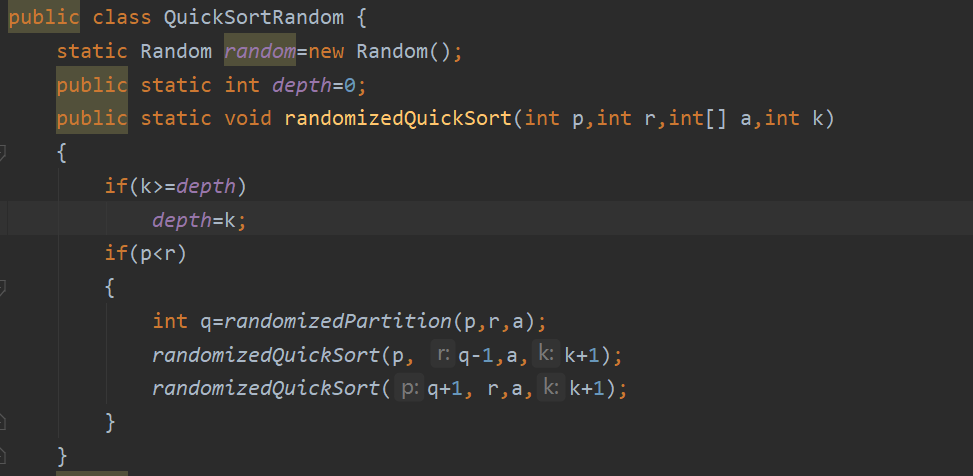 public class QuickSortRandom {
    static Random random=new Random();
    public static int depth=0;
    public static void randomizedQuickSort(int p,int r,int[] a,int k)
    {
        if(k>=depth)
            depth=k;
        if(p<r)
        {
            int q=randomizedPartition(p,r,a);
            randomizedQuickSort(p, r: q-1,a, k: k+1);
            randomizedQuickSort( p: q+1, r,a, k: k+1);
        }
    }